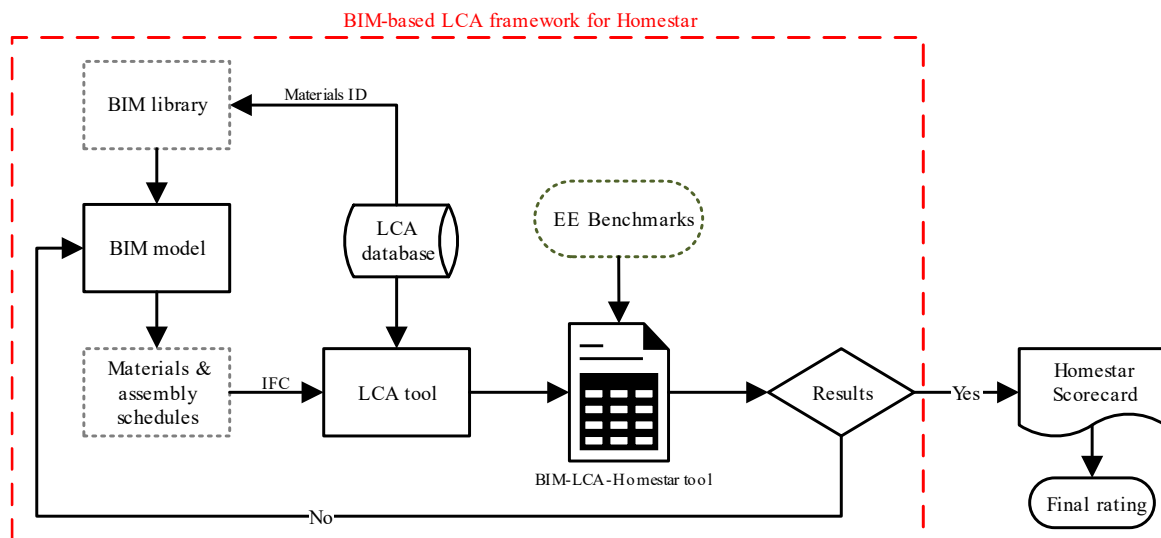 BIM-based LCA framework for Homestar
BIM library
Materials ID
BIM model
LCA
database
EE Benchmarks
Materials &
assembly
schedules
IFC
LCA tool
BIM-LCA-Homestar tool
Results
Yes
Homestar
Scorecard
Final rating
No